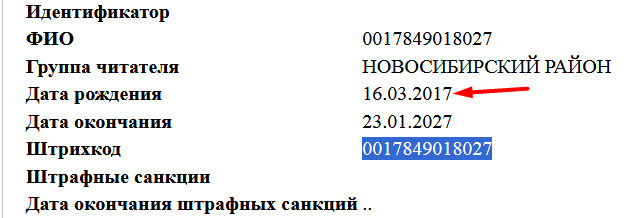 Идентификатор
ФИО 0017849018027
Группа читателя НОВОСИБИРСКИЙ РАЙОН
Дата рождения 16.03.2017
Дата окончания 23.01.2027
Штрихкод 0017849018027
Штрафные санкции
Дата окончания штрафных санкций ..